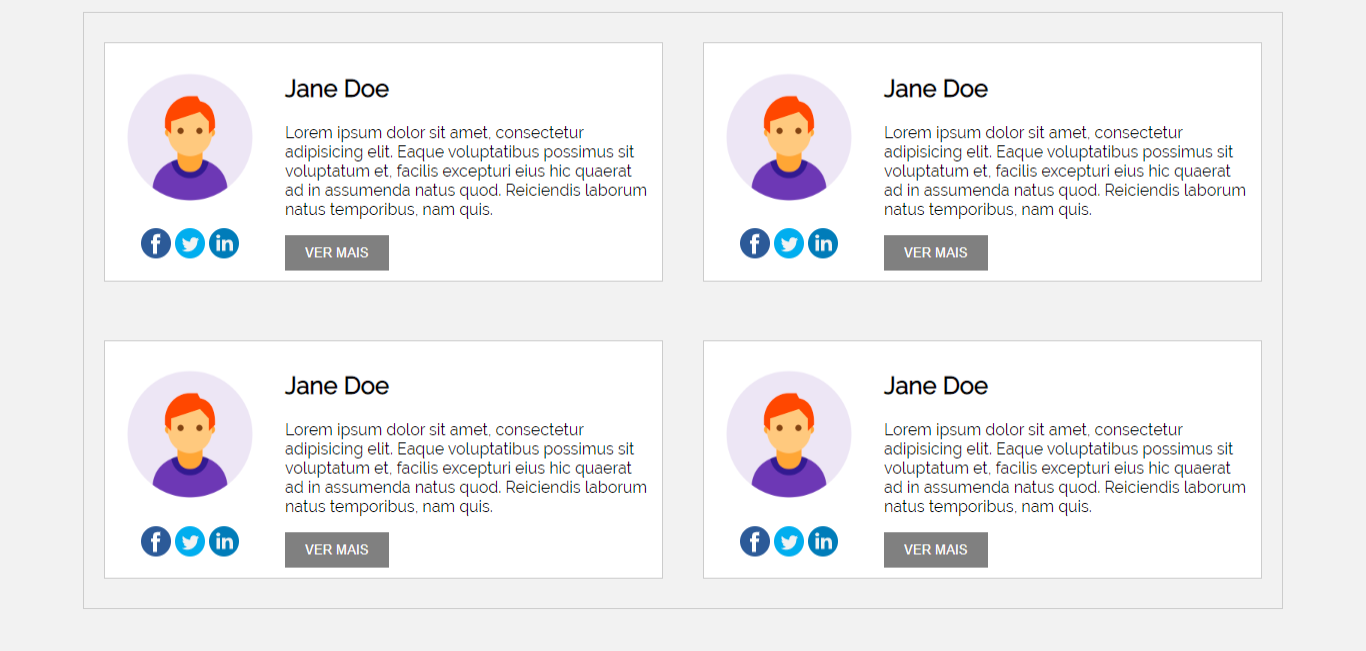 Jane Doe
Lorem ipsum dolor sit amet, consectetur
adipisicing elit. Eaque voluptatibus possimus sit
voluptatum et, facilis excepturi eius hic quaerat
ad in assumenda natus quod. Reiciendis laborum
natus temporibus, nam quis.
f in
VER MAIS
Jane Doe
Lorem ipsum dolor sit amet, consectetur
adipisicing elit. Eaque voluptatibus possimus sit
voluptatum et, facilis excepturi eius hic quaerat
ad in assumenda natus quod. Reiciendis laborum
natus temporibus, nam quis.
f in
VER MAIS
Jane Doe
Lorem ipsum dolor sit amet, consectetur
adipisicing elit. Eaque voluptatibus possimus sit
voluptatum et, facilis excepturi eius hic quaerat
ad in assumenda natus quod. Reiciendis laborum
natus temporibus, nam quis.
f in
VER MAIS
Jane Doe
Lorem ipsum dolor sit amet, consectetur
adipisicing elit. Eaque voluptatibus possimus sit
voluptatum et, facilis excepturi eius hic quaerat
ad in assumenda natus quod. Reiciendis laborum
natus temporibus, nam quis.
f in
VER MAIS